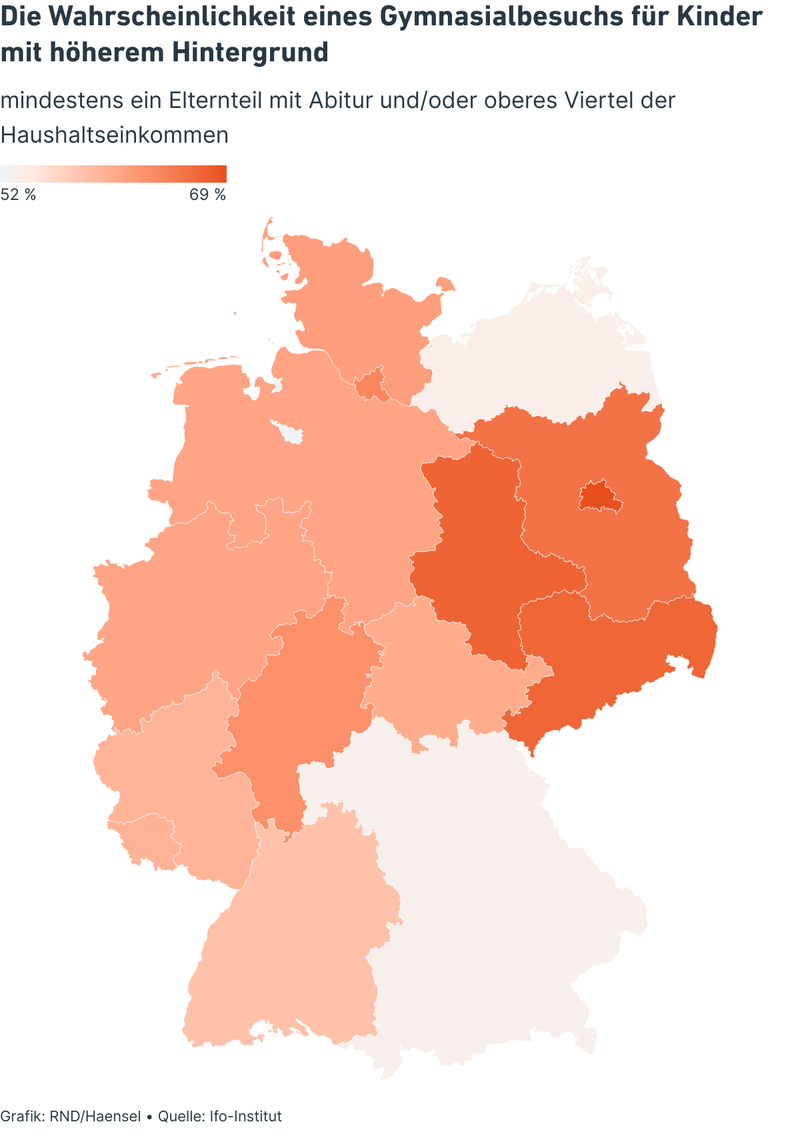 Die Wahrscheinlichkeit eines Gymnasialbesuchs für Kinder
mit höherem Hintergrund
mindestens ein Elternteil mit Abitur und/oder oberes Viertel der
Haushaltseinkommen
52 % 69 %
Grafik: RND/Haensel • Quelle: Ifo-Institut